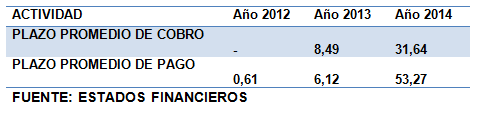 ACTIVIDAD Año 2012 Año 2013 Año 2014
PLAZO PROMEDIO DE COBRO
- 8,49 31,64
PLAZO PROMEDIO DE PAGO
0,61 6,12 53,27
FUENTE: ESTADOS FINANCIEROS